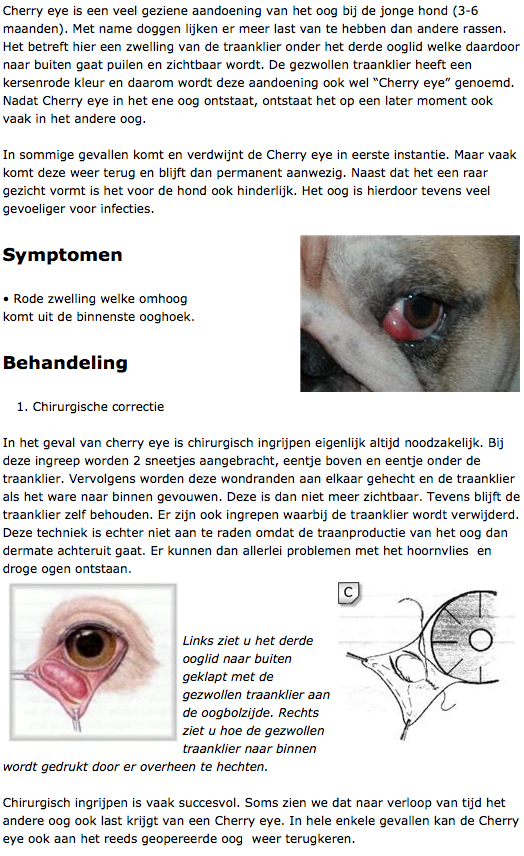 Cherry eye is een veel geziene aandoening van het oog bij de jonge hond (3-6
maanden). Met name doggen lijken er meer last van te hebben dan andere rassen.
Het betreft hier een zwelling van de traanklier onder het derde ooglid welke daardoor
naar buiten gaat puilen en zichtbaar wordt. De gezwollen traanklier heeft een
kersenrode kleur en daarom wordt deze aandoening ook wel “Cherry eye” genoemd.
Nadat Cherry eye in het ene oog ontstaat, ontstaat het op een later moment ook
vaak in het andere oog.
In sommige gevallen komt en verdwijnt de Cherry eye in eerste instantie. Maar vaak
komt deze weer terug en blijft dan permanent aanwezig. Naast dat het een raar
gezicht vormt is het voor de hond ook hinderlijk. Het oog is hierdoor tevens veel
gevoeliger voor infecties.
Symptomen
• Rode zwelling welke omhoog
komt uit de binnenste ooghoek.
Behandeling
1. Chirurgische correctie
In het geval van cherry eye is chirurgisch ingrijpen eigenlijk altijd noodzakelijk. Bij
deze ingreep worden 2 sneetjes aangebracht, eentje boven en eentje onder de
traanklier. Vervolgens worden deze wondranden aan elkaar gehecht en de traanklier
als het ware naar binnen gevouwen. Deze is dan niet meer zichtbaar. Tevens blijft de
traanklier zelf behouden. Er zijn ook ingrepen waarbij de traanklier wordt verwijderd.
Deze techniek is echter niet aan te raden omdat de traanproductie van het oog dan
dermate achteruit gaat. Er kunnen dan allerlei problemen met het hoornvlies en
droge ogen ontstaan.
C
Links ziet u het derde
ooglid naar buiten
geklapt met de
gezwollen traanklier aan
de oogbolzijde. Rechts
ziet u hoe de gezwollen
traanklier naar binnen
wordt gedrukt door er overheen te hechten.
Chirurgisch ingrijpen is vaak succesvol. Soms zien we dat naar verloop van tijd het
andere oog ook last krijgt van een Cherry eye. In hele enkele gevallen kan de Cherry
eye ook aan het reeds geopereerde oog weer terugkeren.